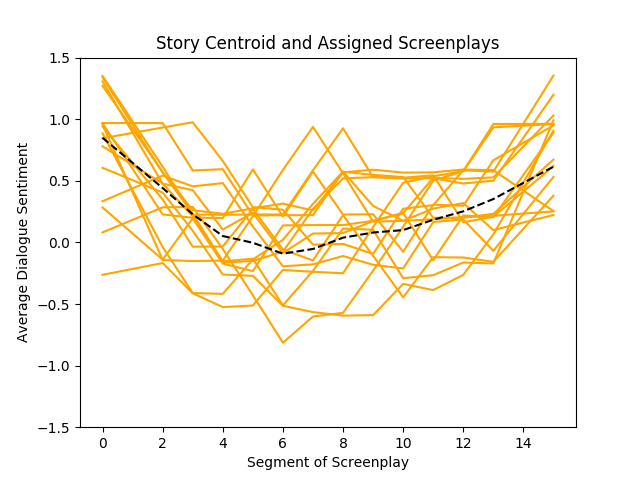 Story Centroid and Assigned Screenplays
Average Dialogue Sentiment
1.5
1.0
0.5
0.0
−0.5
−1.0
−1.5
0 2 4 6 8 10 12 14
Segment of Screenplay